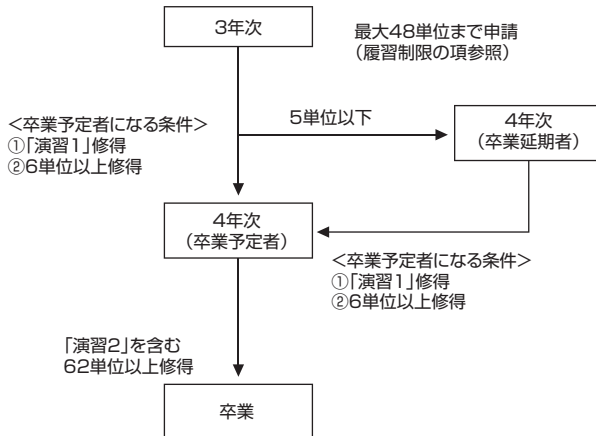 3年次
最大48単位まで申請
（履習制限の項参照）
＜卒業予定者になる条件＞
①「演習1」修得
②6単位以上修得
5単位以下
4年次
（卒業延期者）
4年次
（卒業予定者）
＜卒業予定者になる条件＞
①「演習1」修得
②6単位以上修得
「演習2」を含む
62単位以上修得
卒業